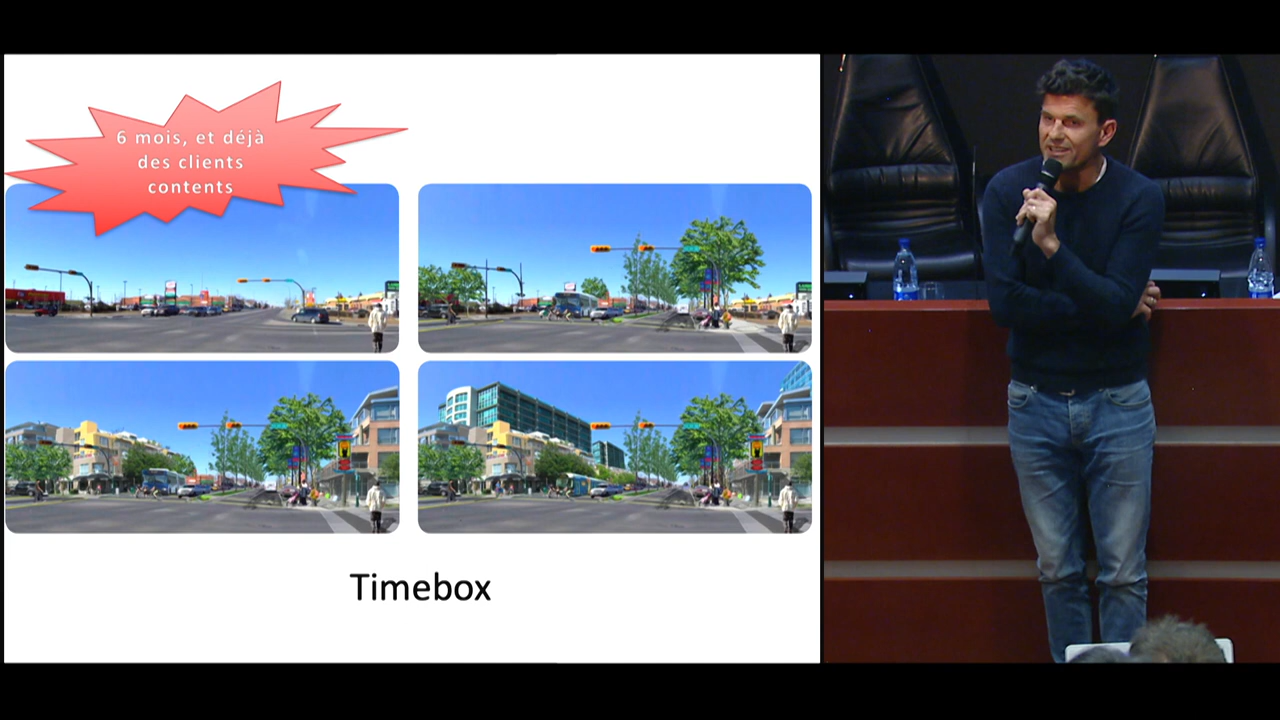 6 mois, et déjà
des clients
contents
Timebox